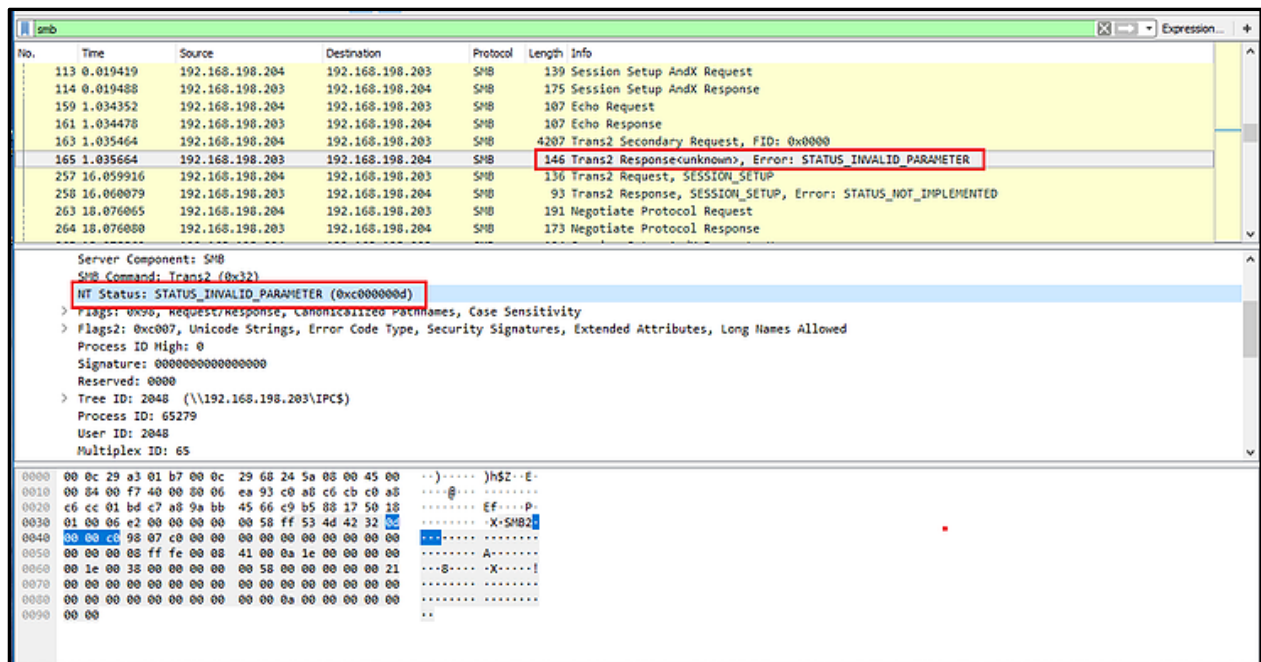 smb
Expression... +
No. Time Source Destination Protocol Length Info
113 0.019419 192.168.198.204 192.168.198.203 SMB 139 Session Setup AndX Request
114 0.019488 192.168.198.203 192.168.198.204 SMB 175 Session Setup AndX Response
159 1.034352 192.168.198.204 192.168.198.203 SMB 107 Echo Request
161 1.034478 192.168.198.203 192.168.198.204 SMB 107 Echo Response
163 1.035464 192.168.198.204 192.168.198.203 SMB 4207 Trans2 Secondary Request, FID: 0x0000
165 1.035664 192.168.198.203 192.168.198.204 SMB 146 Trans2 Response<unknown>, Error: STATUS_INVALID_PARAMETER
257 16.059916 192.168.198.204 192.168.198.203 SMB 136 Trans2 Request, SESSION_SETUP
258 16.060079 192.168.198.203 192.168.198.204 SMB 93 Trans2 Response, SESSION_SETUP, Error: STATUS_NOT_IMPLEMENTED
263 18.076065 192.168.198.204 192.168.198.203 SMB 191 Negotiate Protocol Request
264 18.076080 192.168.198.203 192.168.198.204 SMB 173 Negotiate Protocol Response
Server Component: SMB
SMB Command: Trans2 (0x32)
NT Status: STATUS_INVALID_PARAMETER (0xc000000d)
> Flags: 0x98, Request/Response, Canonicalized Pathnames, Case Sensitivity
> Flags2: 0xc007, Unicode Strings, Error Code Type, Security Signatures, Extended Attributes, Long Names Allowed
Process ID High: 0
Signature: 0000000000000000
Reserved: 0000
> Tree ID: 2048 (\\192.168.198.203\IPC$)
Process ID: 65279
User ID: 2048
Multiplex ID: 65
0000 00 0c 29 a3 01 b7 00 0c 29 68 24 5a 08 00 45 00 ··)····· )h$Z··E·
0010 00 84 00 f7 40 00 80 06 ea 93 c0 a8 c6 cb c0 a8 ····@··· ········
0020 c6 cc 01 bd c7 a8 9a bb 45 66 c9 b5 88 17 50 18 ········ Ef····P·
0030 01 00 06 e2 00 00 00 00 00 58 ff 53 4d 42 32 0d ········ ·X·SMB2·
0040 00 00 c0 98 07 c0 00 00 00 00 00 00 00 00 00 00 ········ ········
0050 00 00 00 08 ff fe 00 08 41 00 0a 1e 00 00 00 00 ········ A·······
0060 00 1e 00 38 00 00 00 00 00 58 00 00 00 00 00 21 ···8···· ·X·····!
0070 00 00 00 00 00 00 00 00 00 00 00 00 00 00 00 00 ········ ········
0080 00 00 00 00 00 00 00 00 00 00 0a 00 00 00 00 00 ········ ········
0090 00 00 ··